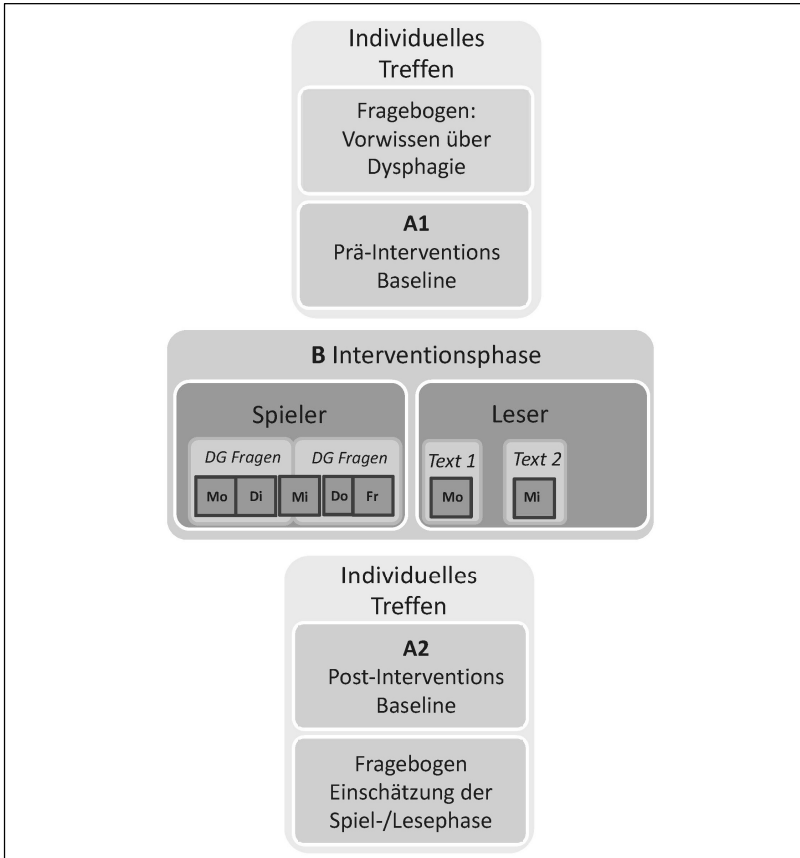 Individuelles
Treffen
Fragebogen:
Vorwissen über
Dysphagie
A1
Prä-Interventions
Baseline
B Interventionsphase
Spieler
DG Fragen
DG Fragen
Mo
Di
Mi
Do
Fr
Leser
Text 1
Text 2
Mo
Mi
Individuelles
Treffen
A2
Post-Interventions
Baseline
Fragebogen
Einschätzung der
Spiel-/Lesephase